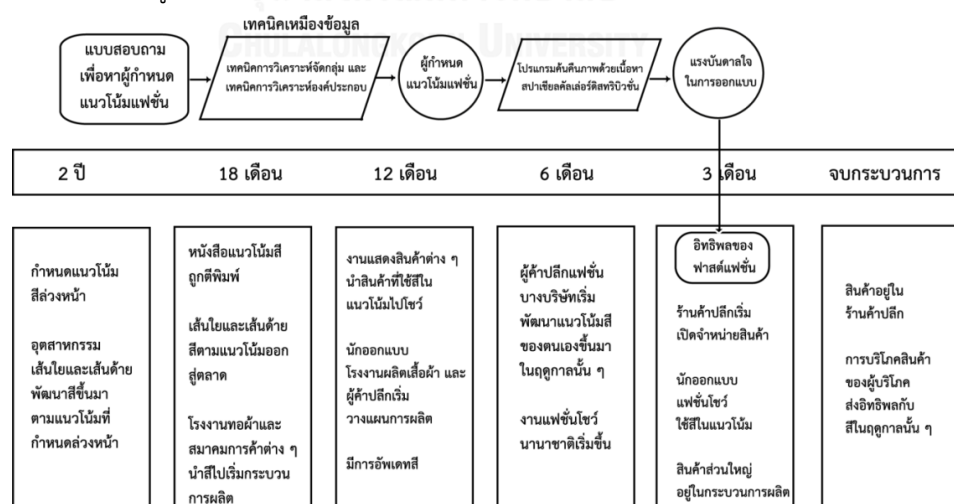 CHULALONGKORN UNIVERSITY
เทคนิคเหมืองข้อมูล
แบบสอบถาม
เพื่อหาผู้กำหนด
แนวโน้มแฟชั่น
เทคนิคการวิเคราะห์จัดกลุ่ม และ
เทคนิคการวิเคราะห์องค์ประกอบ
ผู้กำหนด
แนวโน้มแฟชั่น
โปรแกรมค้นคืนภาพด้วยเนื้อหา
สปาเชียลคัลเล่อร์ดิสทริบิวชั่น
แรงบันดาลใจ
ในการออกแบบ
2 ปี
18 เดือน
12 เดือน
6 เดือน
3 เดือน
จบกระบวนการ
กำหนดแนวโน้ม
สีล่วงหน้า
อุตสาหกรรม
เส้นใยและเส้นด้าย
พัฒนาสีขึ้นมา
ตามแนวโน้มที่
กำหนดล่วงหน้า
หนังสือแนวโน้มสี
ถูกตีพิมพ์
เส้นใยและเส้นด้าย
สีตามแนวโน้มออก
สู่ตลาด
โรงงานทอผ้าและ
สมาคมการค้าต่าง ๆ
นำสีไปเริ่มกระบวน
การผลิต
งานแสดงสินค้าต่าง ๆ
นำสินค้าที่ใช้สีใน
แนวโน้มไปโชว์
นักออกแบบ
โรงงานผลิตเสื้อผ้า และ
ผู้ค้าปลีกเริ่ม
วางแผนการผลิต
มีการอัพเดทสี
ผู้ค้าปลีกแฟชั่น
บางบริษัทเริ่ม
พัฒนาแนวโน้มสี
ของตนเองขึ้นมา
ในฤดูกาลนั้น ๆ
งานแฟชั่นโชว์
นานาชาติเริ่มขึ้น
อิทธิพลของ
ฟาสต์แฟชั่น
ร้านค้าปลีกเริ่ม
เปิดจำหน่ายสินค้า
นักออกแบบ
แฟชั่นโชว์
ใช้สีในแนวโน้ม
สินค้าส่วนใหญ่
อยู่ในกระบวนการผลิต
สินค้าอยู่ใน
ร้านค้าปลีก
การบริโภคสินค้า
ของผู้บริโภค
ส่งอิทธิพลกับ
สีในฤดูกาลนั้น ๆ